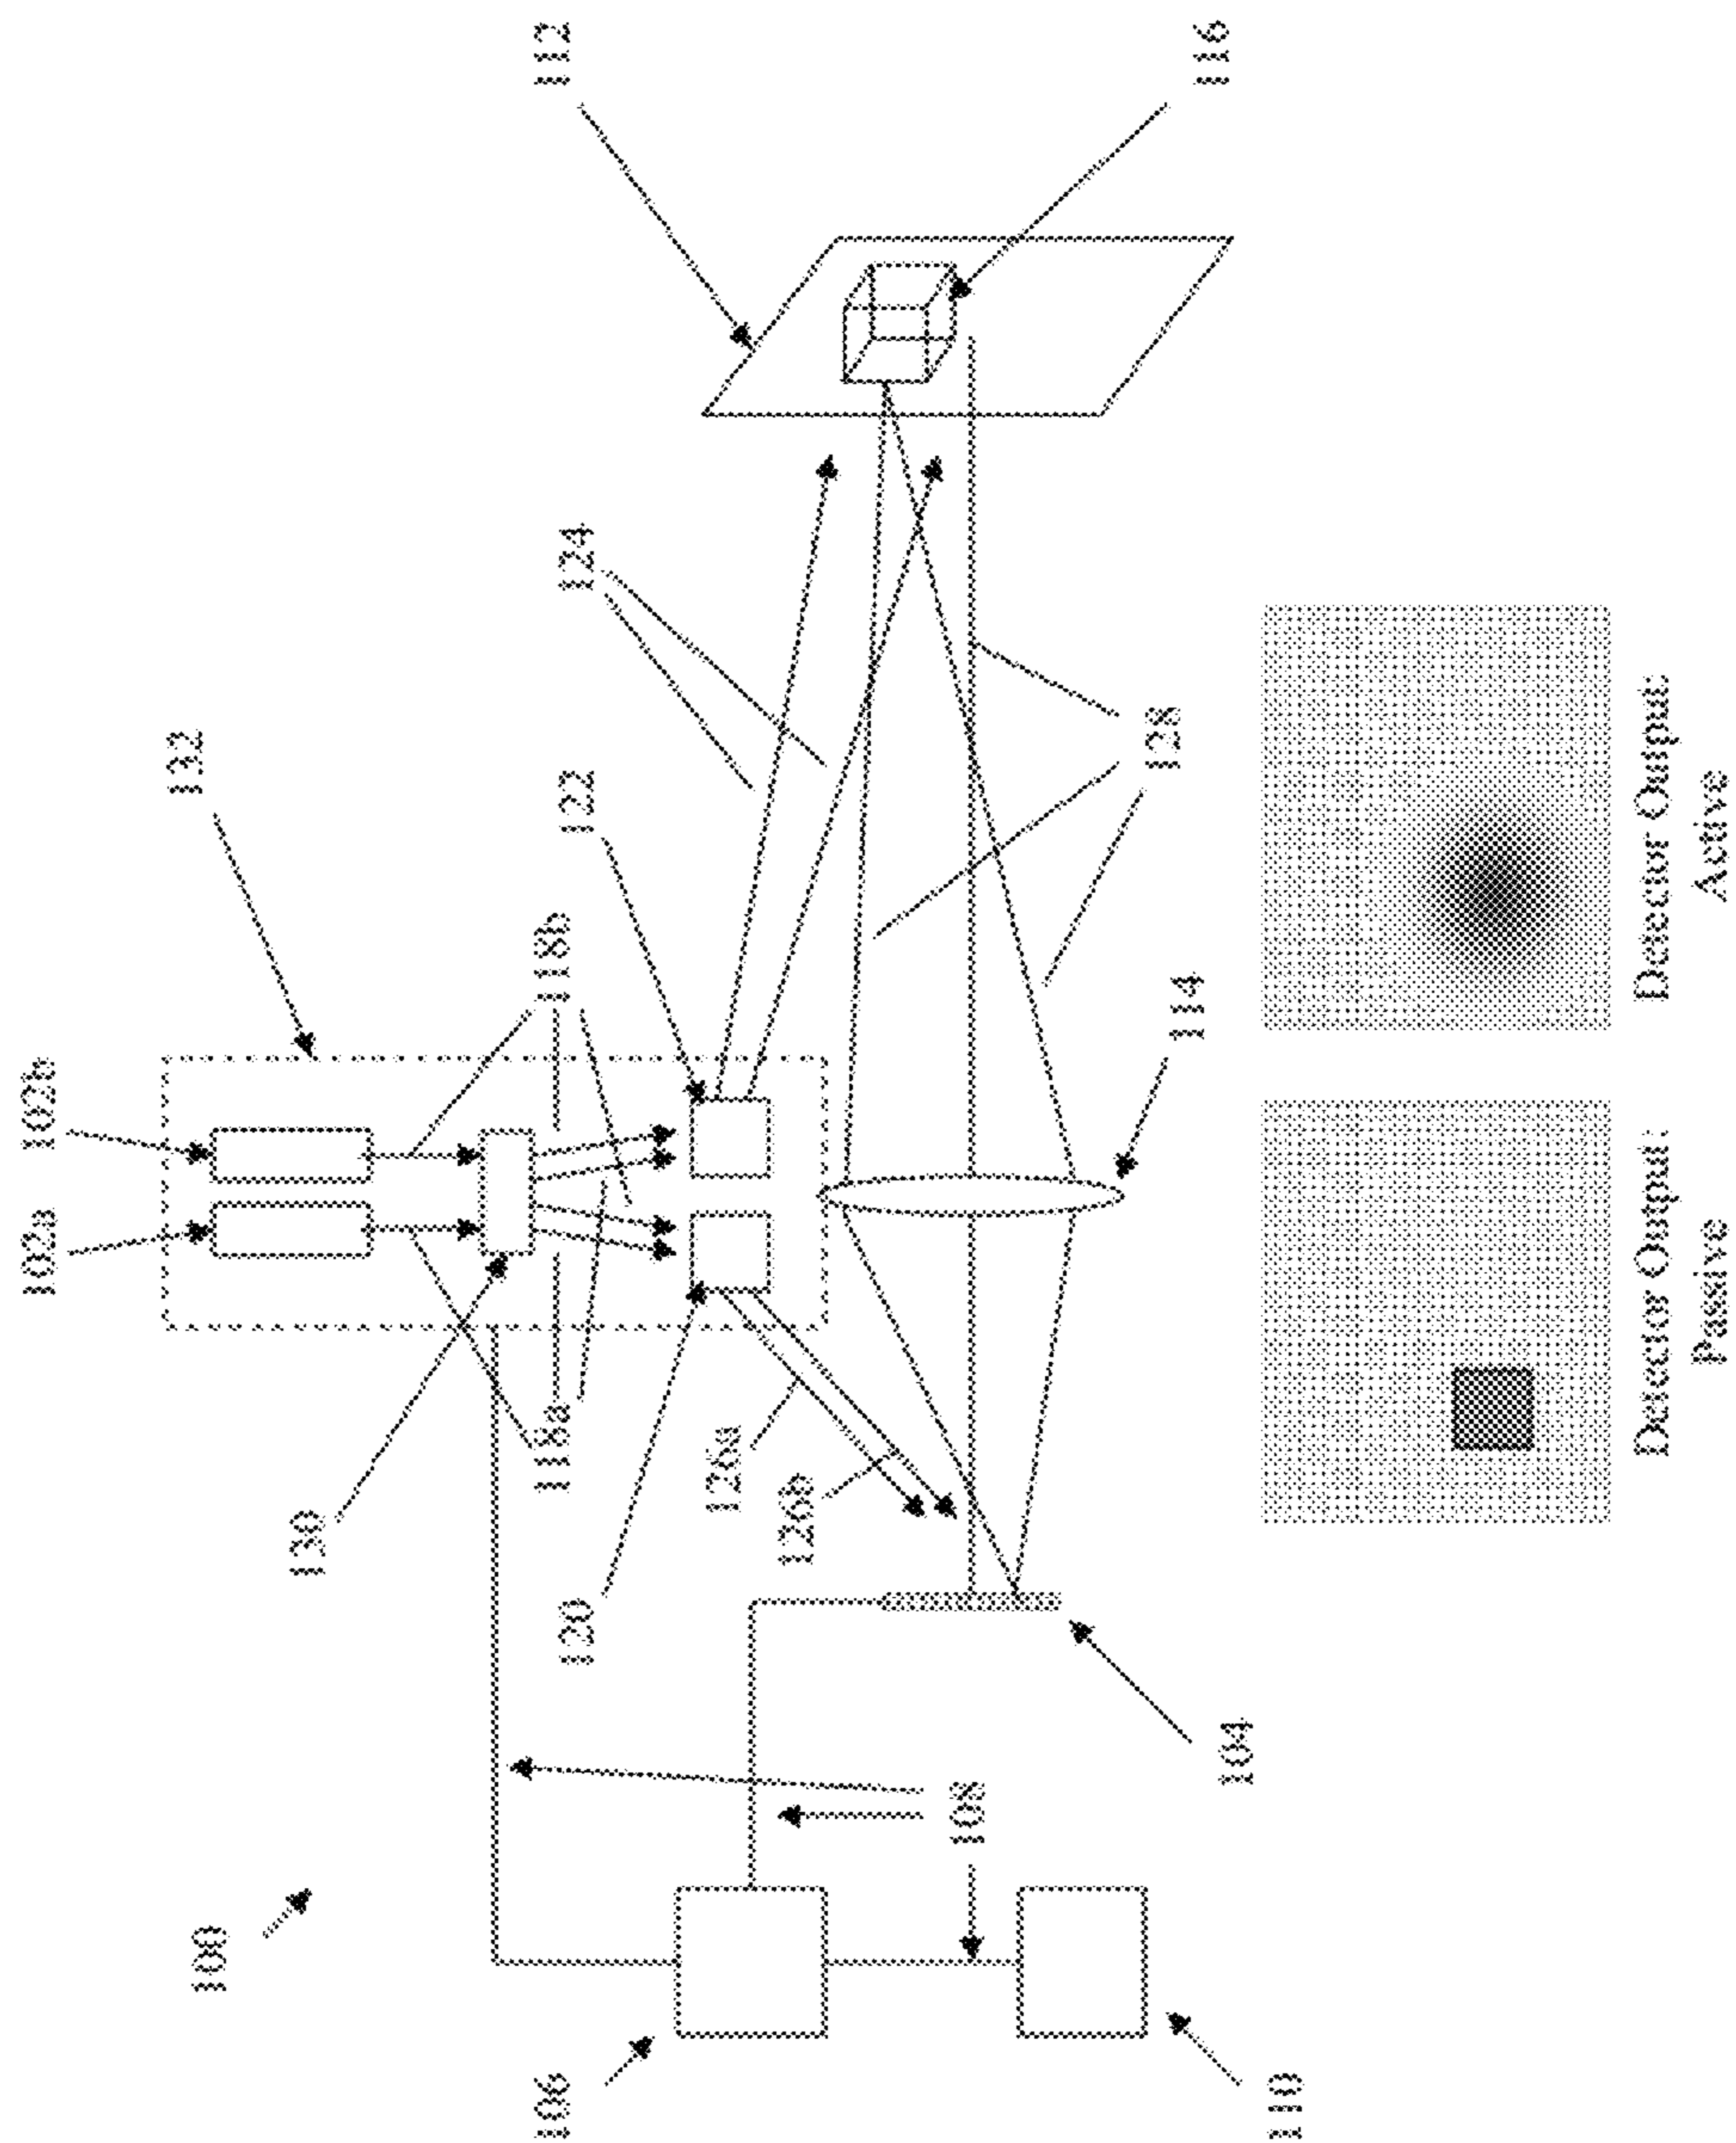 102a
102b
132
100
130
118a
118b
106
120
122
124
112
126a
126b
108
128
114
104
110
116
Detector Output:
Passive
Detector Output:
Active